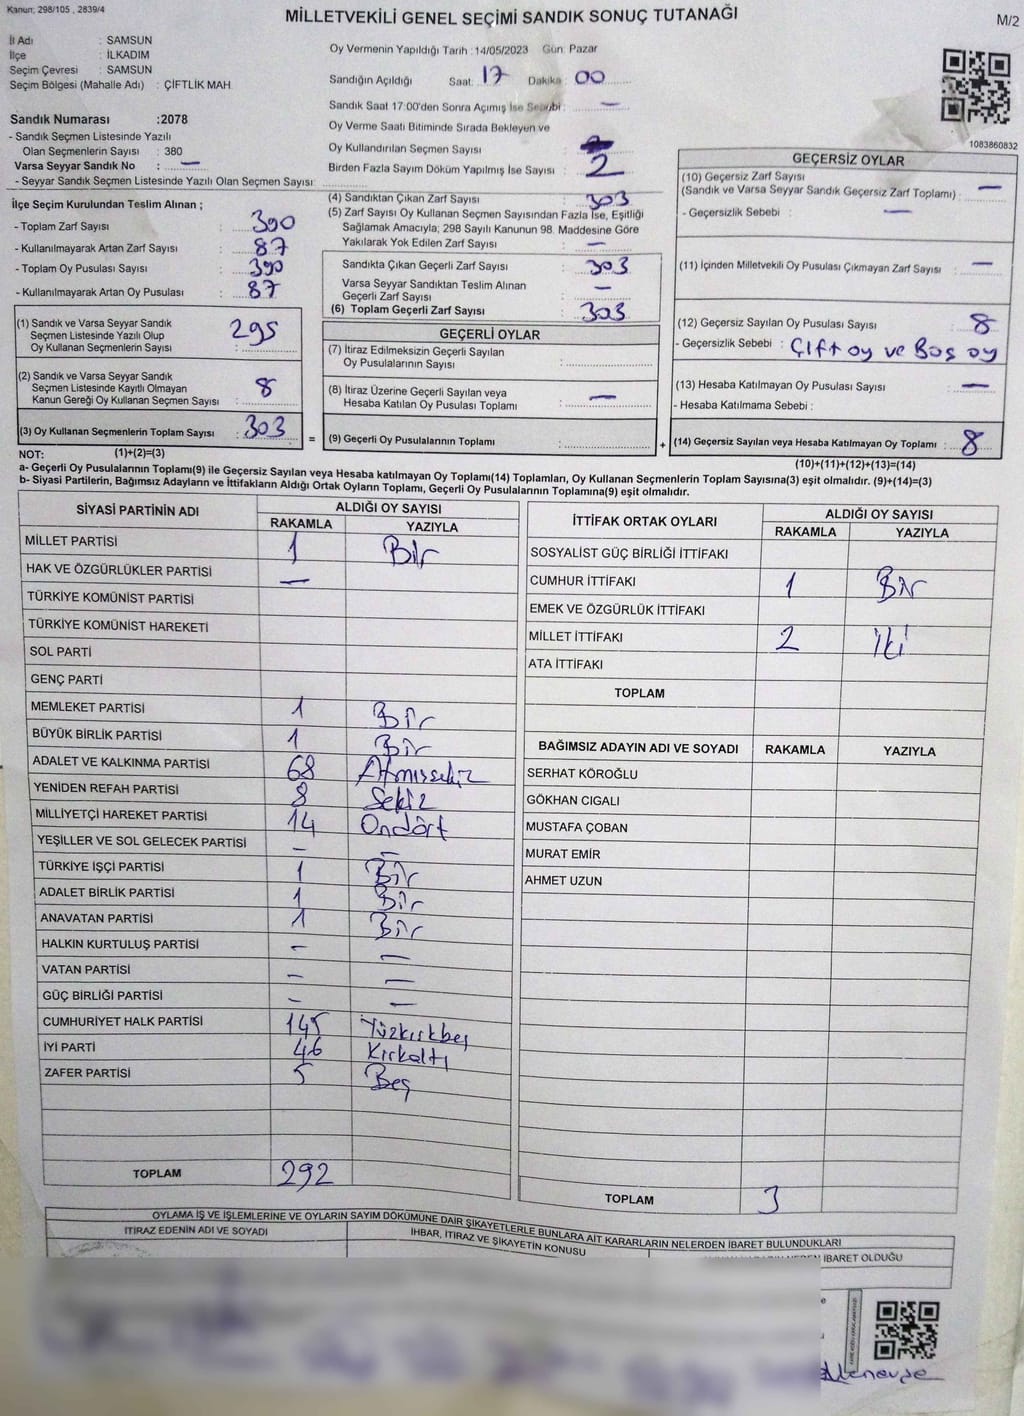 Kanun; 298/105 , 2839/4
MİLLETVEKİLİ GENEL SEÇİMİ SANDIK SONUÇ TUTANAĞI
M/2
İl Adı : SAMSUN
İlçe : İLKADIM
Seçim Çevresi : SAMSUN
Seçim Bölgesi (Mahalle Adı) : ÇİFTLİK MAH
Sandık Numarası :2078
- Sandık Seçmen Listesinde Yazılı
Olan Seçmenlerin Sayısı : 380
Varsa Seyyar Sandık No : —
- Seyyar Sandık Seçmen Listesinde Yazılı Olan Seçmen Sayısı:
Oy Vermenin Yapıldığı Tarih : 14/05/2023 Gün: Pazar
Sandığın Açıldığı Saat: 17 Dakika: 00
Sandık Saat 17:00'den Sonra Açımış İse Sebebi : —
Oy Verme Saati Bitiminde Sırada Bekleyen ve
Oy Kullandırılan Seçmen Sayısı :
Birden Fazla Sayım Döküm Yapılmış İse Sayısı : 2
1083860832
İlçe Seçim Kurulundan Teslim Alınan ;
- Toplam Zarf Sayısı : 390
- Kullanılmayarak Artan Zarf Sayısı : 87
- Toplam Oy Pusulası Sayısı : 390
- Kullanılmayarak Artan Oy Pusulası : 87
(1) Sandık ve Varsa Seyyar Sandık
Seçmen Listesinde Yazılı Olup
Oy Kullanan Seçmenlerin Sayısı : 295
(2) Sandık ve Varsa Seyyar Sandık
Seçmen Listesinde Kayıtlı Olmayan
Kanun Gereği Oy Kullanan Seçmen Sayısı : 8
(3) Oy Kullanan Seçmenlerin Toplam Sayısı : 303
(1)+(2)=(3)
(4) Sandıktan Çıkan Zarf Sayısı : 303
(5) Zarf Sayısı Oy Kullanan Seçmen Sayısından Fazla İse, Eşitliği
Sağlamak Amacıyla; 298 Sayılı Kanunun 98. Maddesine Göre
Yakılarak Yok Edilen Zarf Sayısı : —
Sandıkta Çıkan Geçerli Zarf Sayısı : 303
Varsa Seyyar Sandıktan Teslim Alınan
Geçerli Zarf Sayısı : —
(6) Toplam Geçerli Zarf Sayısı : 303
GEÇERLİ OYLAR
(7) İtiraz Edilmeksizin Geçerli Sayılan
Oy Pusulalarının Sayısı :
(8) İtiraz Üzerine Geçerli Sayılan veya
Hesaba Katılan Oy Pusulası Toplamı : —
= (9) Geçerli Oy Pusulalarının Toplamı :
GEÇERSİZ OYLAR
(10) Geçersiz Zarf Sayısı
(Sandık ve Varsa Seyyar Sandık Geçersiz Zarf Toplamı) : —
- Geçersizlik Sebebi : —
(11) İçinden Milletvekili Oy Pusulası Çıkmayan Zarf Sayısı : —
(12) Geçersiz Sayılan Oy Pusulası Sayısı : 8
- Geçersizlik Sebebi : Çift oy ve Boş oy
(13) Hesaba Katılmayan Oy Pusulası Sayısı : —
- Hesaba Katılmama Sebebi :
+ (14) Geçersiz Sayılan veya Hesaba Katılmayan Oy Toplamı : 8
(10)+(11)+(12)+(13)=(14)
NOT:
a- Geçerli Oy Pusulalarının Toplamı(9) ile Geçersiz Sayılan veya Hesaba katılmayan Oy Toplamı(14) Toplamları, Oy Kullanan Seçmenlerin Toplam Sayısına(3) eşit olmalıdır. (9)+(14)=(3)
b- Siyasi Partilerin, Bağımsız Adayların ve İttifakların Aldığı Ortak Oyların Toplamı, Geçerli Oy Pusulalarının Toplamına(9) eşit olmalıdır.
SİYASİ PARTİNİN ADI ALDIĞI OY SAYISI
RAKAMLA YAZIYLA
MİLLET PARTİSİ 1 Bir
HAK VE ÖZGÜRLÜKLER PARTİSİ —
TÜRKİYE KOMÜNİST PARTİSİ
TÜRKİYE KOMÜNİST HAREKETİ
SOL PARTİ
GENÇ PARTİ
MEMLEKET PARTİSİ 1 Bir
BÜYÜK BİRLİK PARTİSİ 1 Bir
ADALET VE KALKINMA PARTİSİ 68 Atmışsekiz
YENİDEN REFAH PARTİSİ 8 Sekiz
MİLLİYETÇİ HAREKET PARTİSİ 14 Ondört
YEŞİLLER VE SOL GELECEK PARTİSİ — —
TÜRKİYE İŞÇİ PARTİSİ 1 Bir
ADALET BİRLİK PARTİSİ 1 Bir
ANAVATAN PARTİSİ 1 Bir
HALKIN KURTULUŞ PARTİSİ — —
VATAN PARTİSİ — —
GÜÇ BİRLİĞİ PARTİSİ — —
CUMHURİYET HALK PARTİSİ 145 Yüzkırkbeş
İYİ PARTİ 46 Kırkaltı
ZAFER PARTİSİ 5 Beş
TOPLAM 292
İTTİFAK ORTAK OYLARI ALDIĞI OY SAYISI
RAKAMLA YAZIYLA
SOSYALİST GÜÇ BİRLİĞİ İTTİFAKI
CUMHUR İTTİFAKI 1 Bir
EMEK VE ÖZGÜRLÜK İTTİFAKI
MİLLET İTTİFAKI 2 İki
ATA İTTİFAKI
TOPLAM
BAĞIMSIZ ADAYIN ADI VE SOYADI RAKAMLA YAZIYLA
SERHAT KÖROĞLU
GÖKHAN CIGALI
MUSTAFA ÇOBAN
MURAT EMİR
AHMET UZUN
TOPLAM 3
OYLAMA İŞ VE İŞLEMLERİNE VE OYLARIN SAYIM DÖKÜMÜNE DAİR ŞİKAYETLERLE BUNLARA AİT KARARLARIN NELERDEN İBARET BULUNDUKLARI
İTİRAZ EDENİN ADI VE SOYADI İHBAR, İTİRAZ VE ŞİKAYETİN KONUSU İBARET OLDUĞU